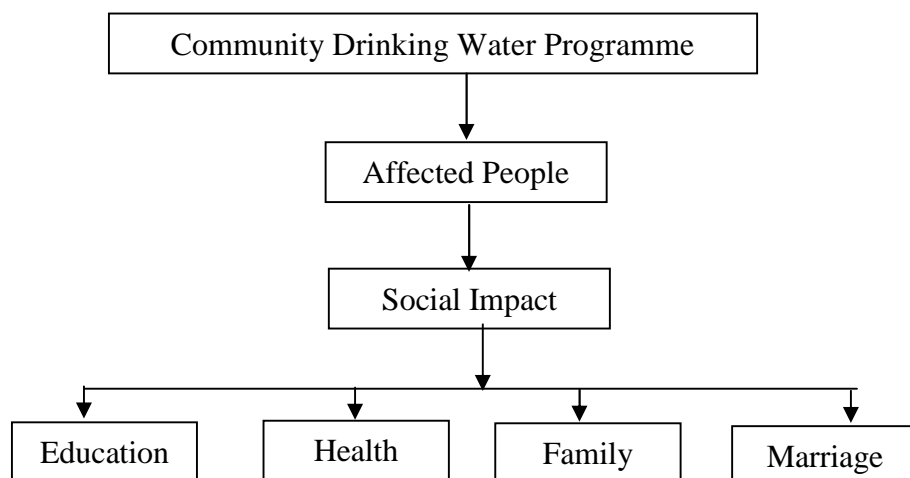 Community Drinking Water Programme
Affected People
Social Impact
Education
Health
Family
Marriage